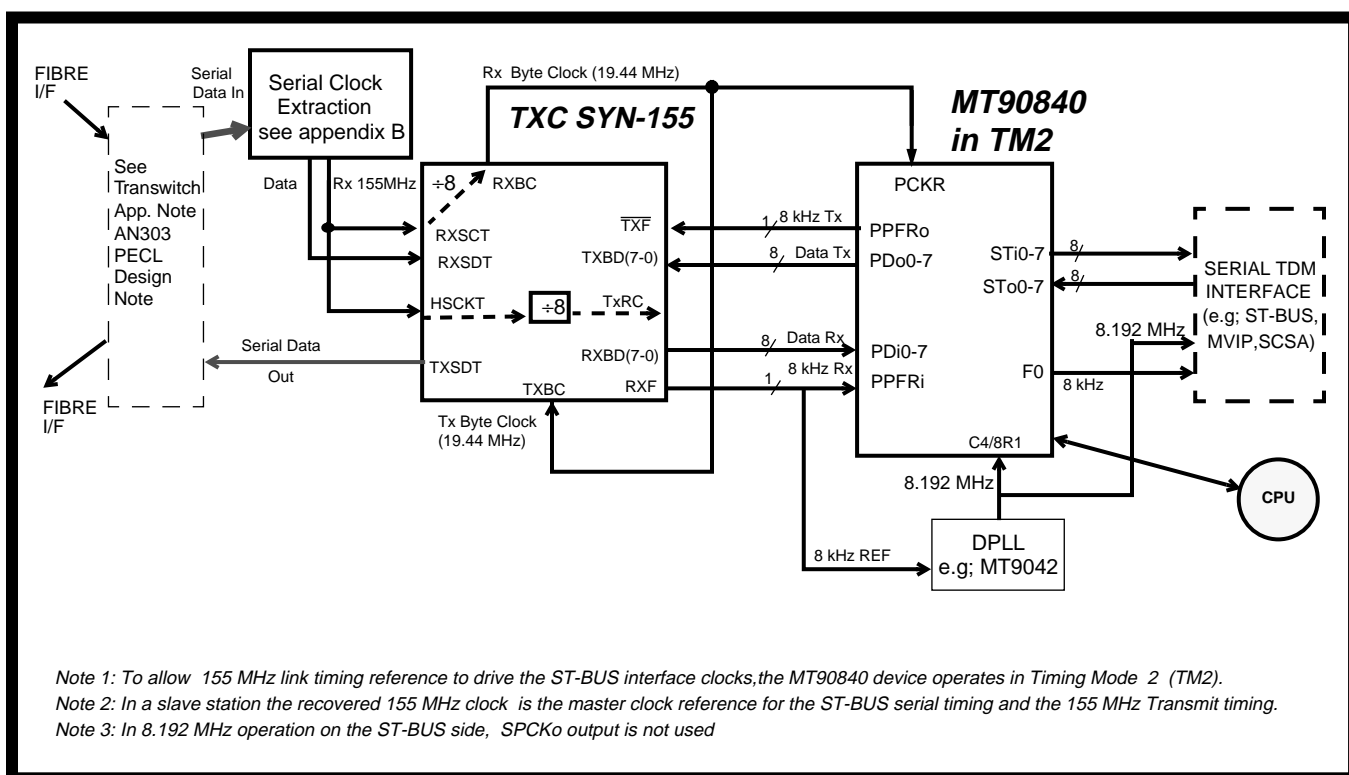 FIBRE
I/F
Serial
Data In
Serial Clock
Extraction
see appendix B
Rx Byte Clock (19.44 MHz)
TXC SYN-155
MT90840
in TM2
See
Transwitch
App. Note
AN303
PECL
Design
Note
Data
Rx 155MHz
÷8
RXBC
PCKR
RXSCT
TXF
1
8 kHz Tx
PPFRo
RXSDT
TXBD(7-0)
8
Data Tx
PDo0-7
STi0-7
8
STo0-7
8
SERIAL TDM
INTERFACE
(e.g; ST-BUS,
MVIP,SCSA)
HSCKT
÷8
TxRC
8.192 MHz
Serial Data
Out
TXSDT
RXBD(7-0)
8
Data Rx
PDi0-7
TXBC
RXF
1
8 kHz Rx
PPFRi
F0
8 kHz
FIBRE
I/F
Tx Byte Clock
(19.44 MHz)
C4/8R1
8.192 MHz
CPU
8 kHz REF
DPLL
e.g; MT9042
Note 1: To allow 155 MHz link timing reference to drive the ST-BUS interface clocks,the MT90840 device operates in Timing Mode 2 (TM2).
Note 2: In a slave station the recovered 155 MHz clock is the master clock reference for the ST-BUS serial timing and the 155 MHz Transmit timing.
Note 3: In 8.192 MHz operation on the ST-BUS side, SPCKo output is not used